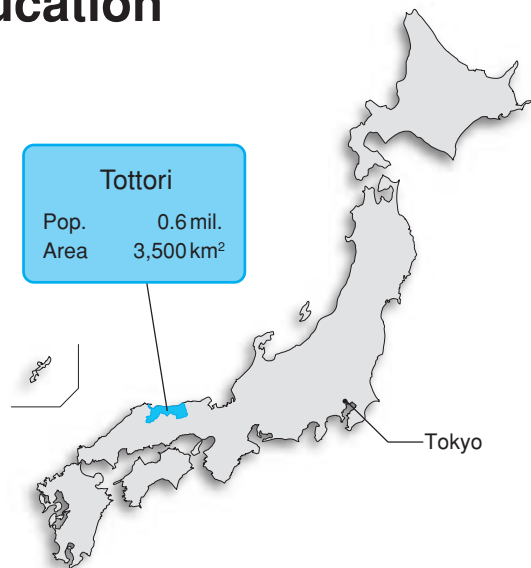 ucation
Tottori
Pop. 0.6 mil.
Area 3,500 km²
Tokyo